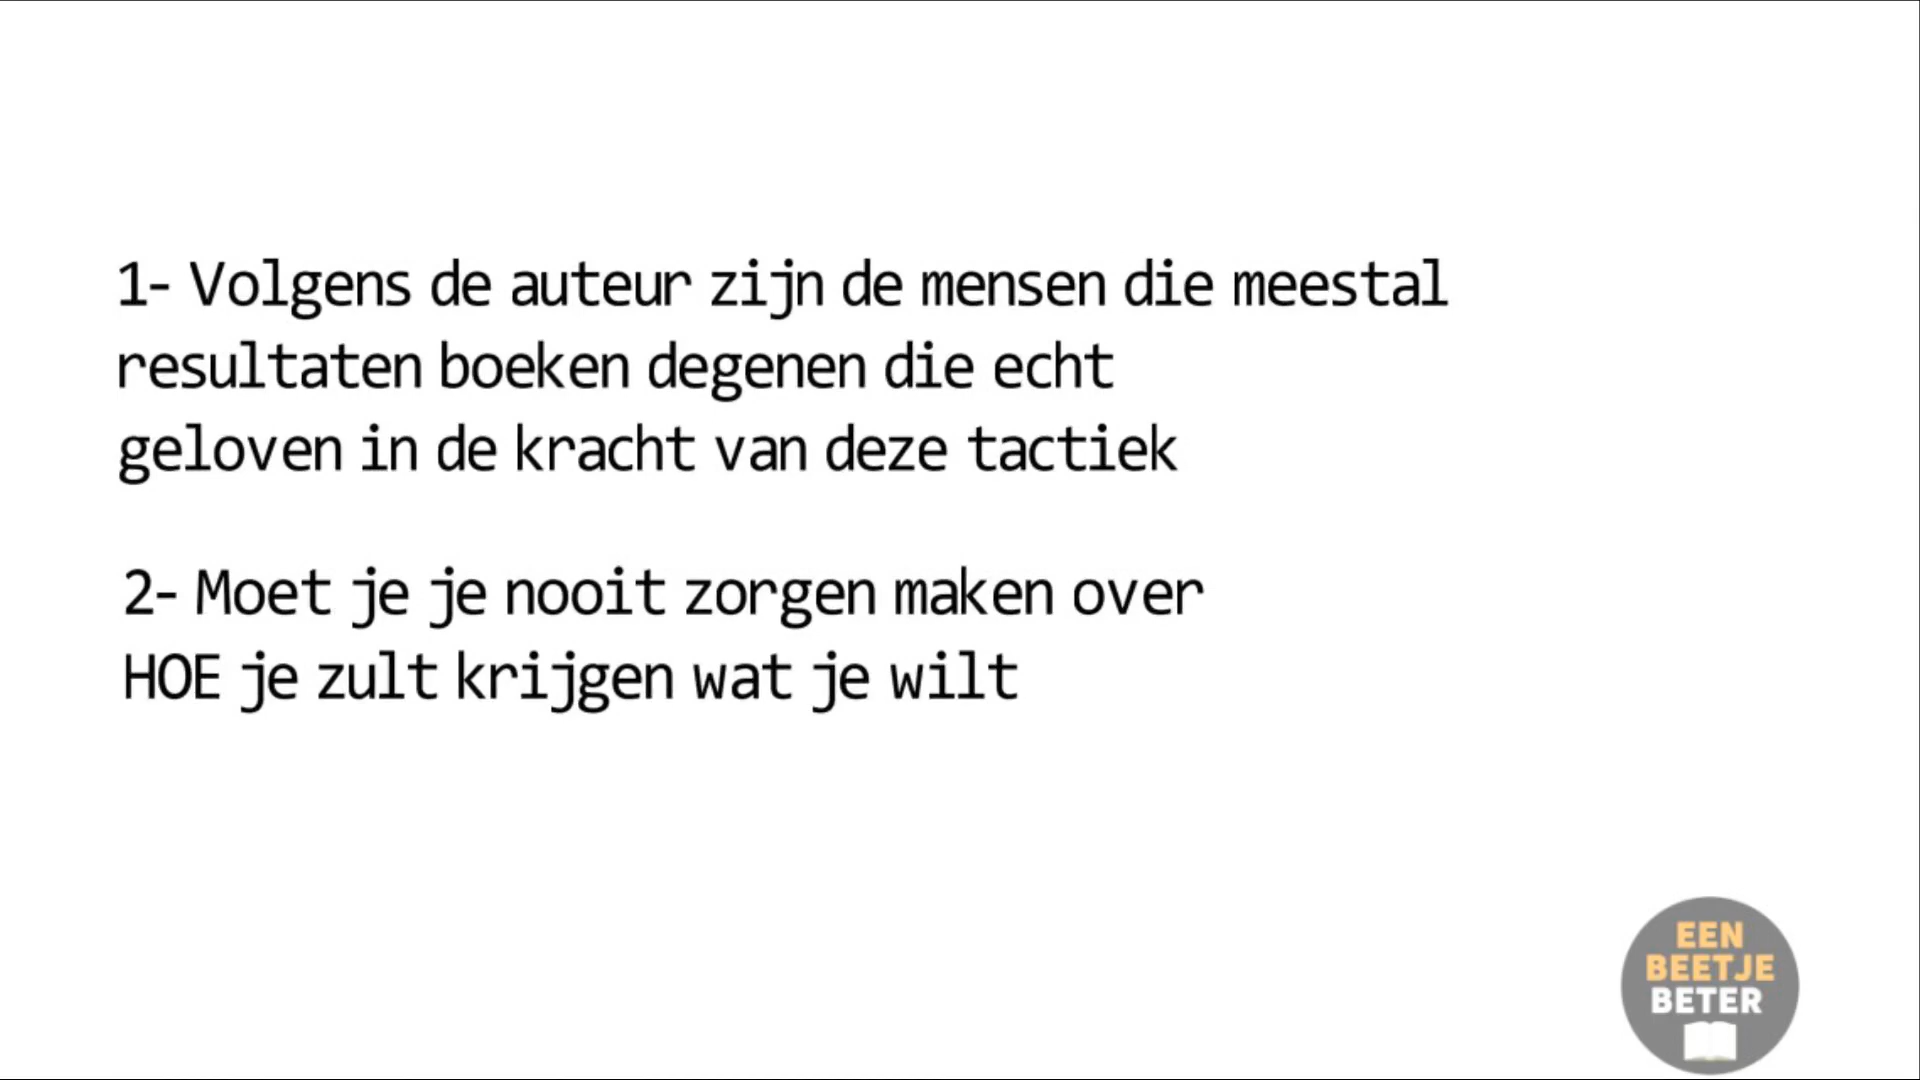 1- Volgens de auteur zijn de mensen die meestal
resultaten boeken degenen die echt
geloven in de kracht van deze tactiek
2- Moet je je nooit zorgen maken over
HOE je zult krijgen wat je wilt
EEN
BEETJE
BETER